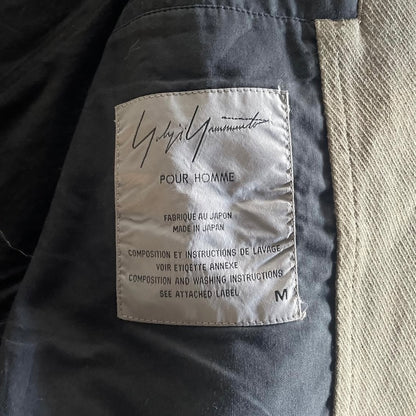 Yohji Yamamoto
POUR HOMME
FABRIQUE AU JAPON
MADE IN JAPAN
COMPOSITION ET INSTRUCTIONS DE LAVAGE
VOIR ETIQETTE ANNEXE
COMPOSITION AND WASHING INSTRUCTIONS
SEE ATTACHED LABEL
M